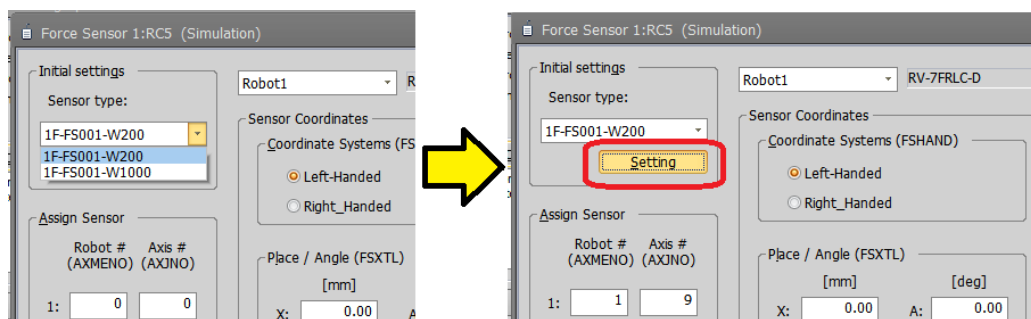 Force Sensor 1:RC5 (Simulation)
Initial settings
Sensor type:
1F-FS001-W200
1F-FS001-W200
1F-FS001-W1000
Robot1
Sensor Coordinates
Coordinate Systems (FS
Left-Handed
Right_Handed
Assign Sensor
Robot # Axis #
(AXMENO) (AXJNO)
1: 0 0
Place / Angle (FSXTL)
[mm]
X: 0.00
Force Sensor 1:RC5 (Simulation)
Initial settings
Sensor type:
1F-FS001-W200
Setting
Robot1 RV-7FRLC-D
Sensor Coordinates
Coordinate Systems (FSHAND)
Left-Handed
Right_Handed
Assign Sensor
Robot # Axis #
(AXMENO) (AXJNO)
1: 1 9
Place / Angle (FSXTL)
[mm] [deg]
X: 0.00 A: 0.00